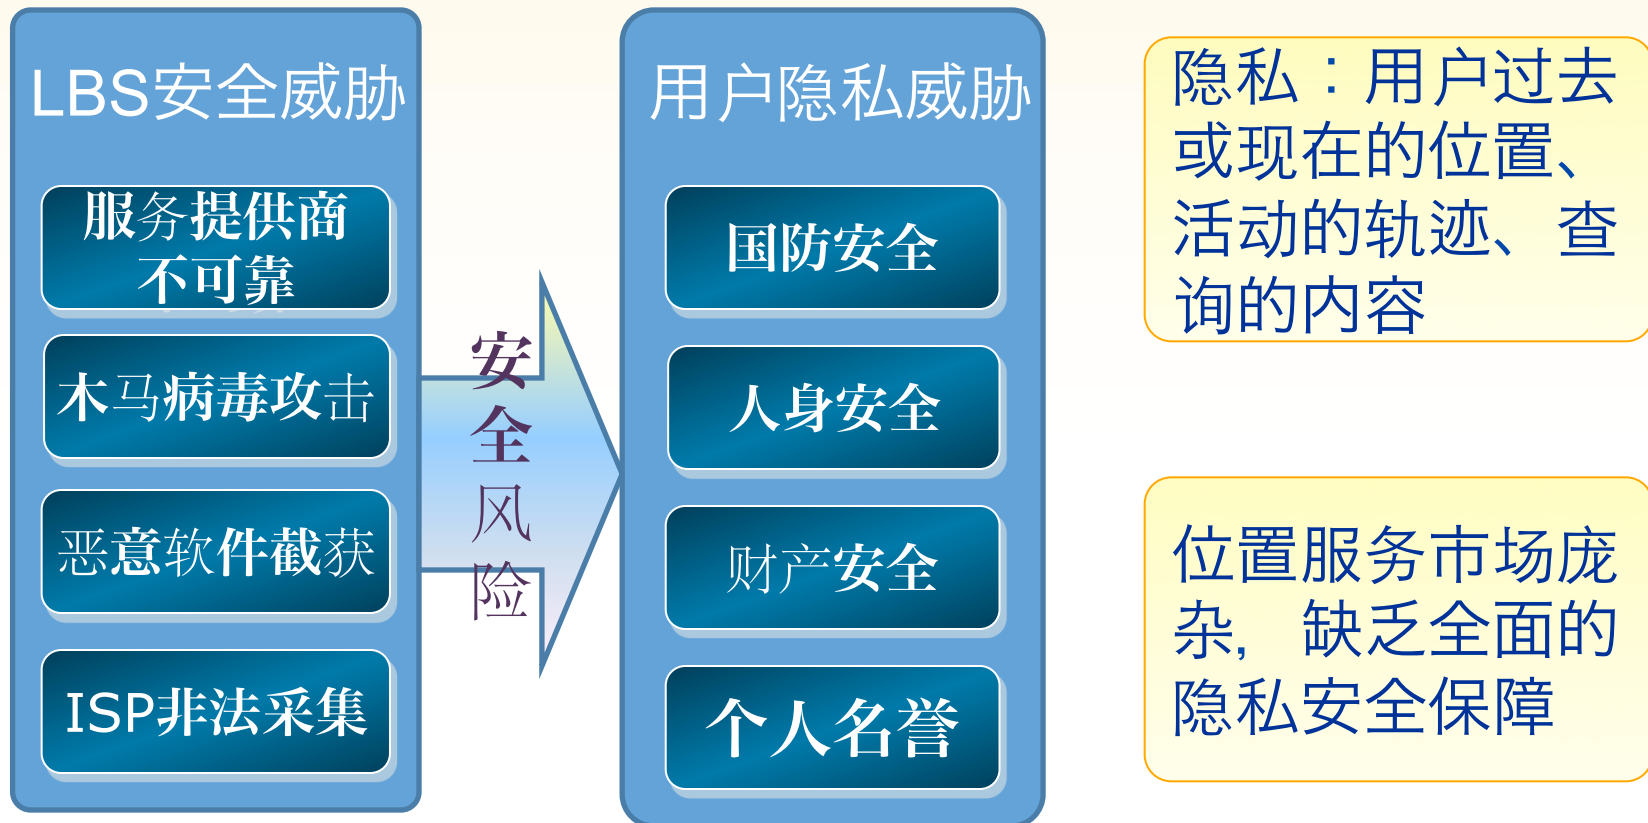 LBS安全威胁
服务提供商
不可靠
木马病毒攻击
恶意软件截获
ISP非法采集
安
全
风
险
用户隐私威胁
国防安全
人身安全
财产安全
个人名誉
隐私：用户过去
或现在的位置、
活动的轨迹、查
询的内容
位置服务市场庞
杂，缺乏全面的
隐私安全保障